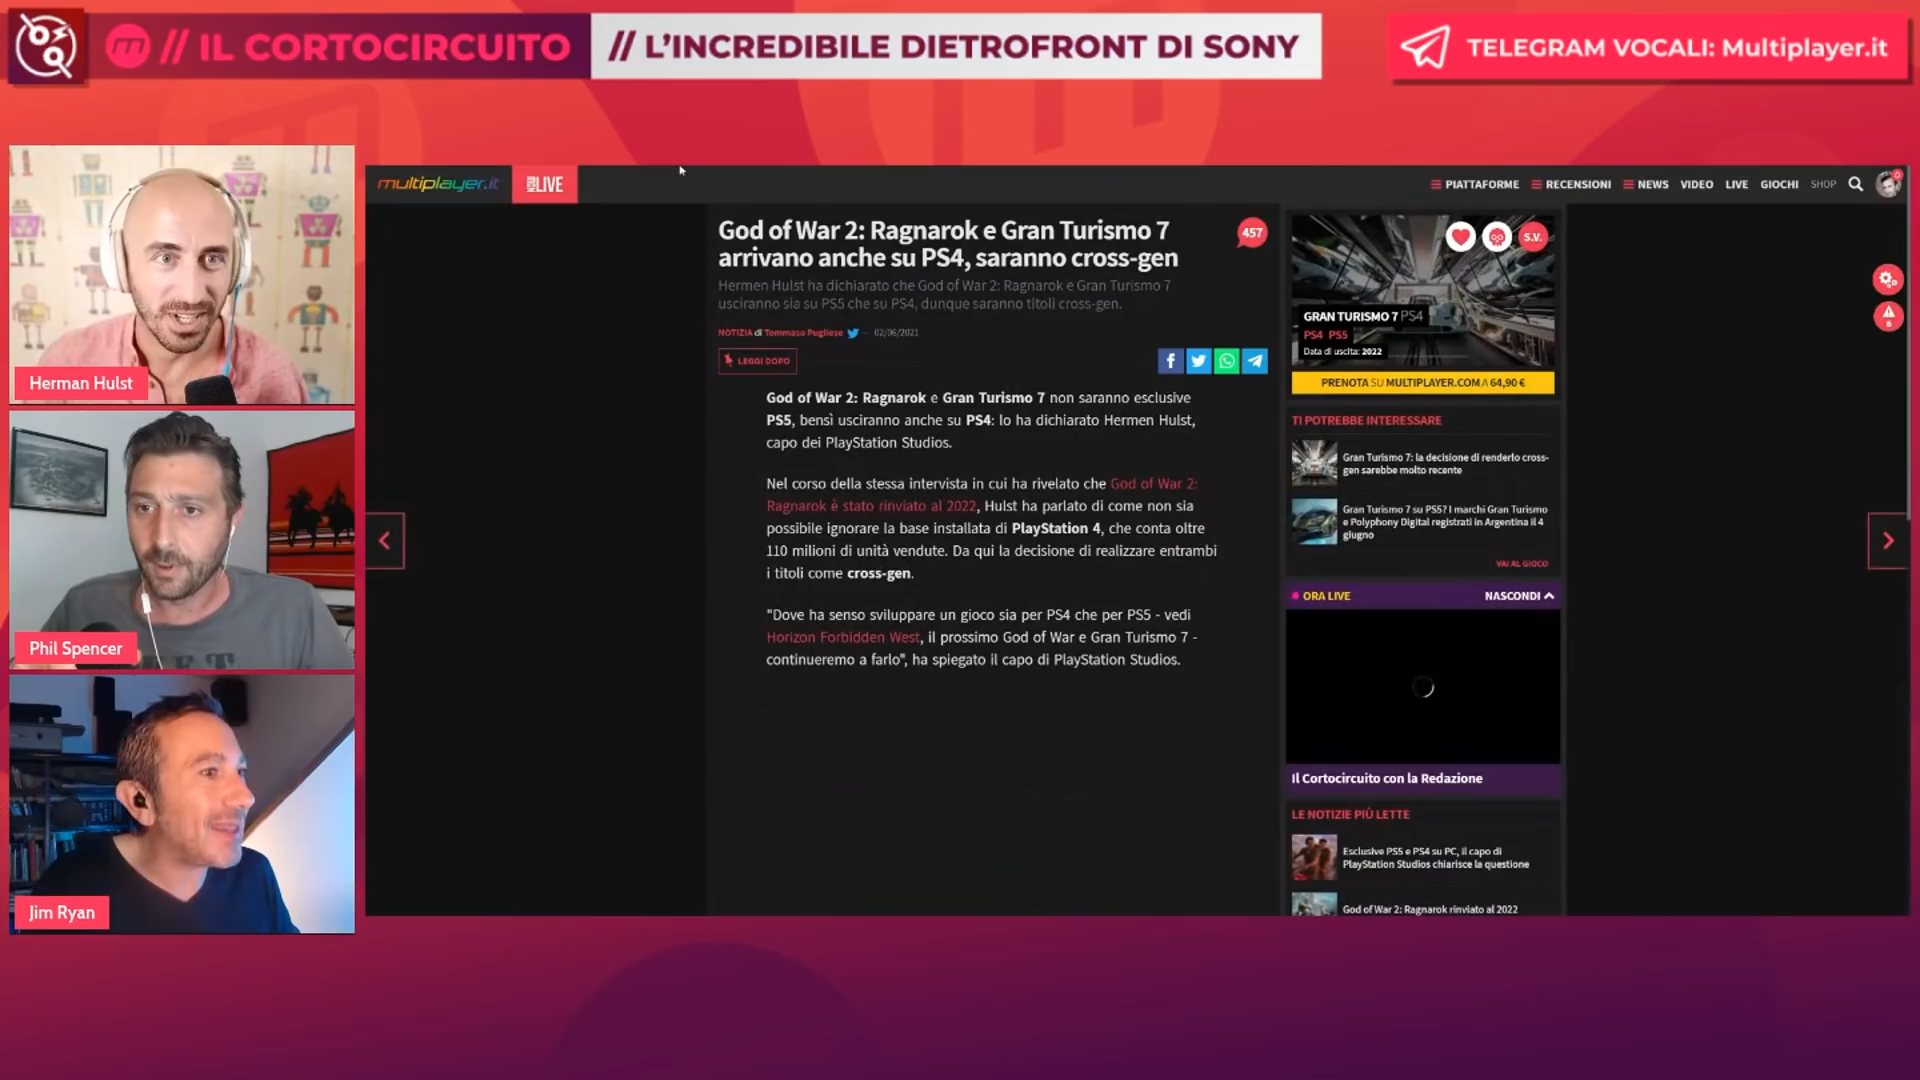 // IL CORTOCIRCUITO
// L'INCREDIBILE DIETROFRONT DI SONY
TELEGRAM VOCALI: Multiplayer.it
Herman Hulst
Phil Spencer
Jim Ryan
multiplayer.it
LIVE
PIATTAFORME
RECENSIONI
NEWS
VIDEO
LIVE
GIOCHI
SHOP
God of War 2: Ragnarok e Gran Turismo 7
arrivano anche su PS4, saranno cross-gen
457
Hermen Hulst ha dichiarato che God of War 2: Ragnarok e Gran Turismo 7
usciranno sia su PS5 che su PS4, dunque saranno titoli cross-gen.
NOTIZIA di Tommaso Pugliese — 02/06/2021
LEGGI DOPO
God of War 2: Ragnarok e Gran Turismo 7 non saranno esclusive
PS5, bensì usciranno anche su PS4: lo ha dichiarato Hermen Hulst,
capo dei PlayStation Studios.
Nel corso della stessa intervista in cui ha rivelato che God of War 2:
Ragnarok è stato rinviato al 2022, Hulst ha parlato di come non sia
possibile ignorare la base installata di PlayStation 4, che conta oltre
110 milioni di unità vendute. Da qui la decisione di realizzare entrambi
i titoli come cross-gen.
"Dove ha senso sviluppare un gioco sia per PS4 che per PS5 - vedi
Horizon Forbidden West, il prossimo God of War e Gran Turismo 7 -
continueremo a farlo", ha spiegato il capo di PlayStation Studios.
S.V.
GRAN TURISMO 7 PS4
PS4 PS5
Data di uscita: 2022
PRENOTA SU MULTIPLAYER.COM A 64,90 €
TI POTREBBE INTERESSARE
Gran Turismo 7: la decisione di renderlo cross-
gen sarebbe molto recente
Gran Turismo 7 su PS5? I marchi Gran Turismo
e Polyphony Digital registrati in Argentina il 4
giugno
VAI AL GIOCO
ORA LIVE
NASCONDI
Il Cortocircuito con la Redazione
LE NOTIZIE PIÙ LETTE
Esclusive PS5 e PS4 su PC, il capo di
PlayStation Studios chiarisce la questione
God of War 2: Ragnarok rinviato al 2022